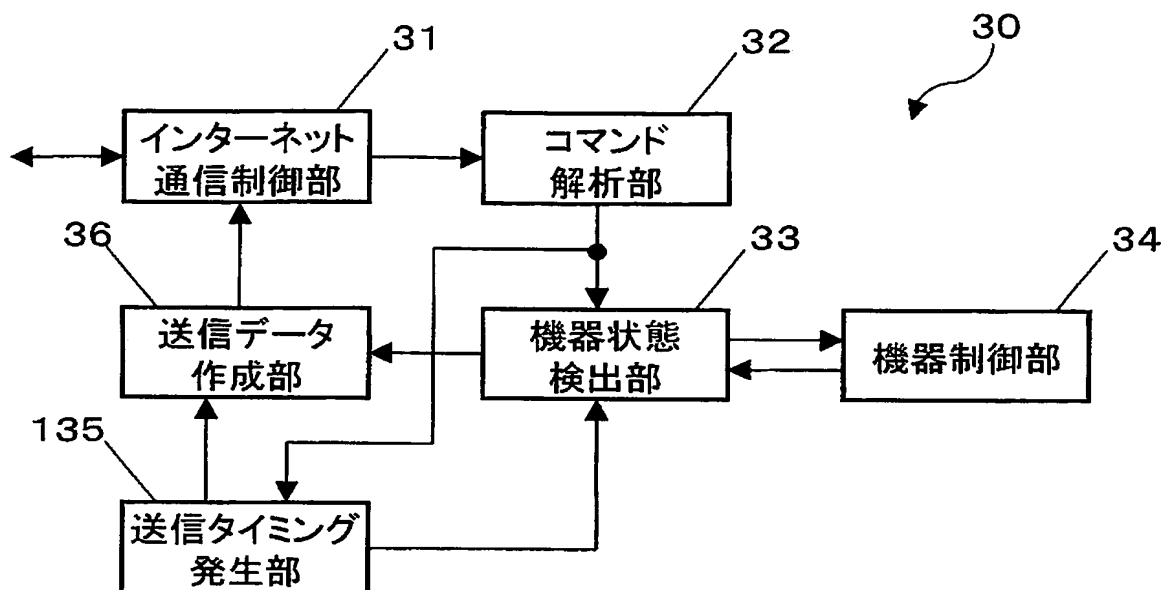 30
31
インターネット
通信制御部
32
コマンド
解析部
36
送信データ
作成部
33
機器状態
検出部
34
機器制御部
135
送信タイミング
発生部